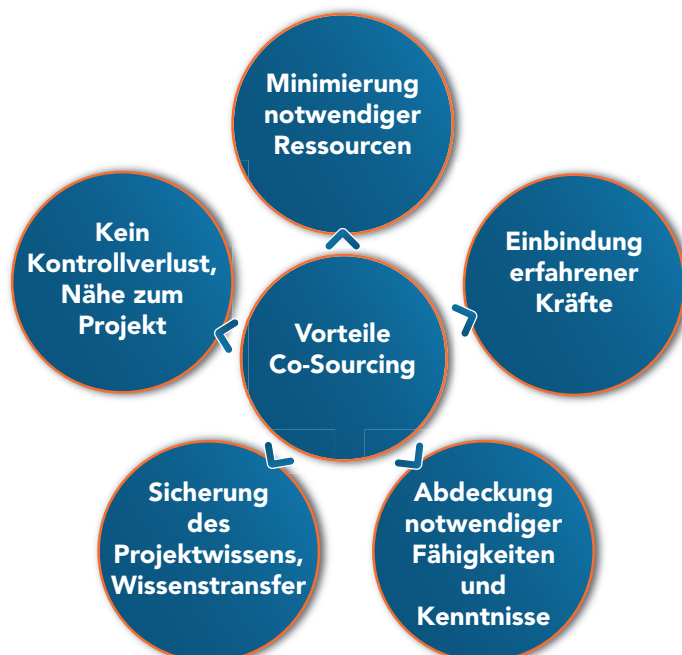 Minimierung
notwendiger
Ressourcen
Einbindung
erfahrener
Kräfte
Abdeckung
notwendiger
Fähigkeiten
und
Kenntnisse
Sicherung
des
Projektwissens,
Wissenstransfer
Kein
Kontrollverlust,
Nähe zum
Projekt
Vorteile
Co-Sourcing